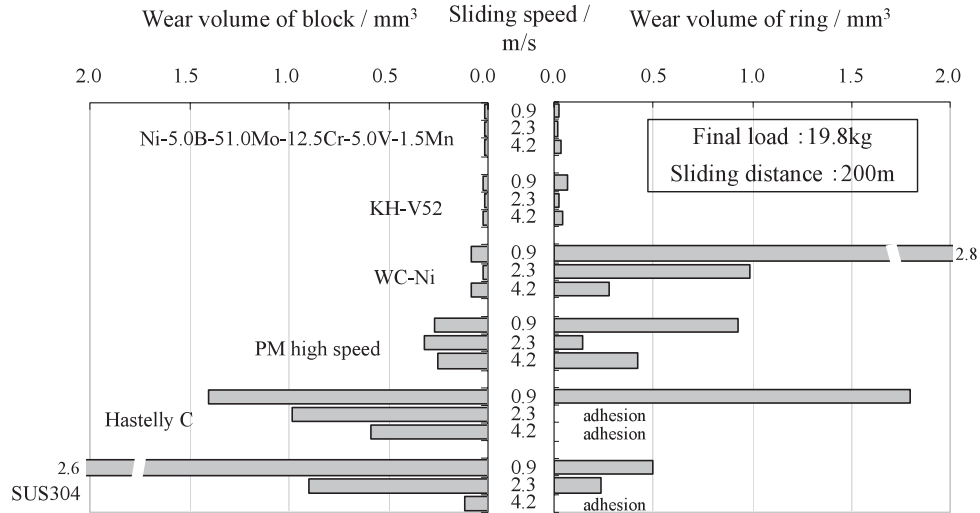 Wear volume of block / mm³
Sliding speed /
m/s
Wear volume of ring / mm³
2.0 1.5 1.0 0.5 0.0
0.0 0.5 1.0 1.5 2.0
Ni-5.0B-51.0Mo-12.5Cr-5.0V-1.5Mn
0.9
2.3
4.2
Final load : 19.8kg
Sliding distance : 200m
KH-V52
0.9
2.3
4.2
WC-Ni
0.9
2.3
4.2
2.8
PM high speed
0.9
2.3
4.2
Hastelly C
0.9
2.3
4.2
adhesion
adhesion
2.6
SUS304
0.9
2.3
4.2
adhesion